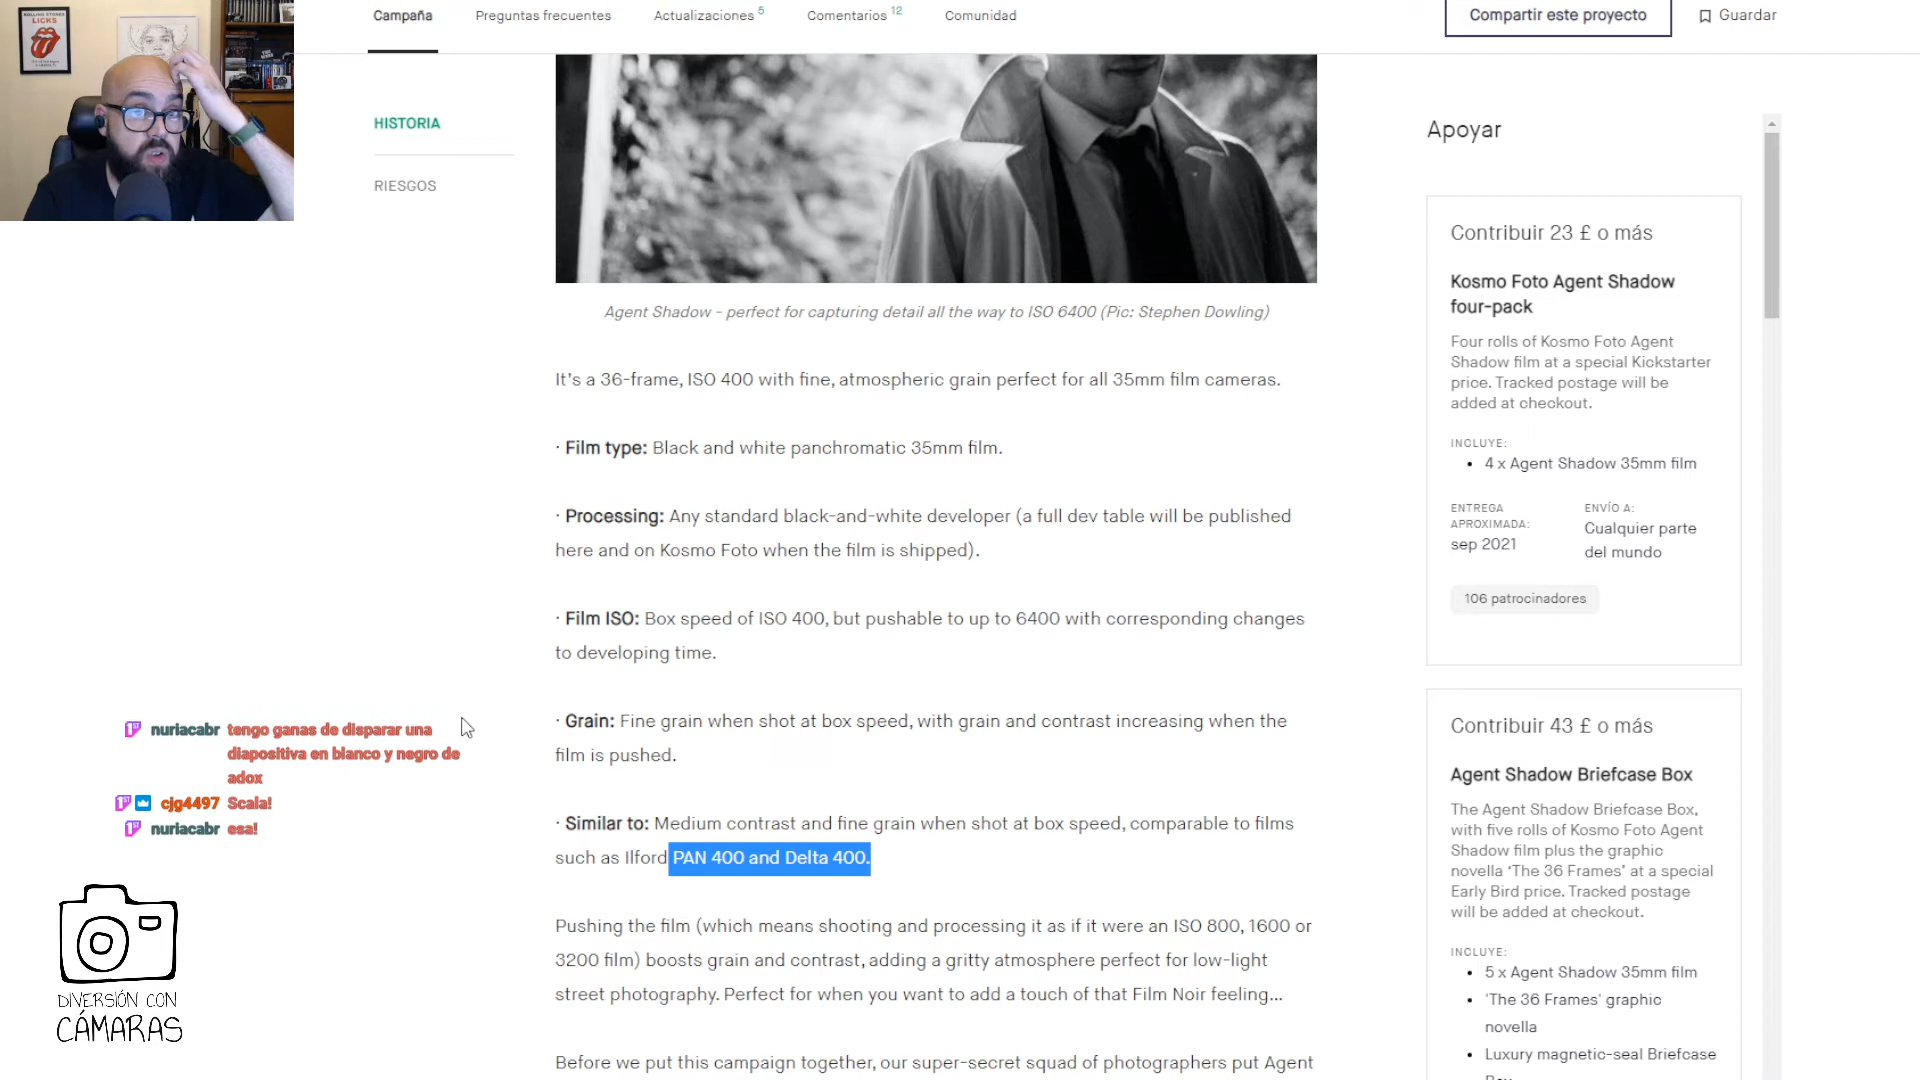 Campaña
Preguntas frecuentes
Actualizaciones 5
Comentarios 12
Comunidad
Compartir este proyecto
Guardar
ROLLING STONES
LICKS
HISTORIA
RIESGOS
Agent Shadow - perfect for capturing detail all the way to ISO 6400 (Pic: Stephen Dowling)
It's a 36-frame, ISO 400 with fine, atmospheric grain perfect for all 35mm film cameras.
· Film type: Black and white panchromatic 35mm film.
· Processing: Any standard black-and-white developer (a full dev table will be published
here and on Kosmo Foto when the film is shipped).
· Film ISO: Box speed of ISO 400, but pushable to up to 6400 with corresponding changes
to developing time.
· Grain: Fine grain when shot at box speed, with grain and contrast increasing when the
film is pushed.
· Similar to: Medium contrast and fine grain when shot at box speed, comparable to films
such as Ilford PAN 400 and Delta 400.
Pushing the film (which means shooting and processing it as if it were an ISO 800, 1600 or
3200 film) boosts grain and contrast, adding a gritty atmosphere perfect for low-light
street photography. Perfect for when you want to add a touch of that Film Noir feeling...
Before we put this campaign together, our super-secret squad of photographers put Agent
Apoyar
Contribuir 23 £ o más
Kosmo Foto Agent Shadow
four-pack
Four rolls of Kosmo Foto Agent
Shadow film at a special Kickstarter
price. Tracked postage will be
added at checkout.
INCLUYE:
• 4 x Agent Shadow 35mm film
ENTREGA
APROXIMADA:
sep 2021
ENVÍO A:
Cualquier parte
del mundo
106 patrocinadores
Contribuir 43 £ o más
Agent Shadow Briefcase Box
The Agent Shadow Briefcase Box,
with five rolls of Kosmo Foto Agent
Shadow film plus the graphic
novella ‘The 36 Frames’ at a special
Early Bird price. Tracked postage
will be added at checkout.
INCLUYE:
• 5 x Agent Shadow 35mm film
• 'The 36 Frames' graphic
novella
• Luxury magnetic-seal Briefcase
nuriacabr tengo ganas de disparar una
diapositiva en blanco y negro de
adox
cjg4497 Scala!
nuriacabr esa!
DIVERSIÓN CON
CÁMARAS